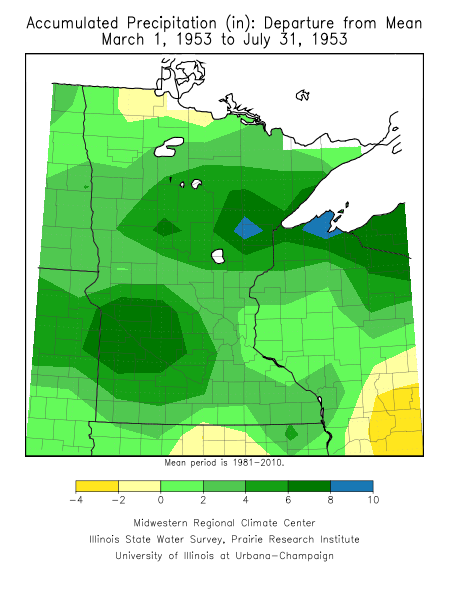 Accumulated Precipitation (in): Departure from Mean
March 1, 1953 to July 31, 1953
Mean period is 1981-2010.
-4 -2 0 2 4 6 8 10
Midwestern Regional Climate Center
Illinois State Water Survey, Prairie Research Institute
University of Illinois at Urbana-Champaign